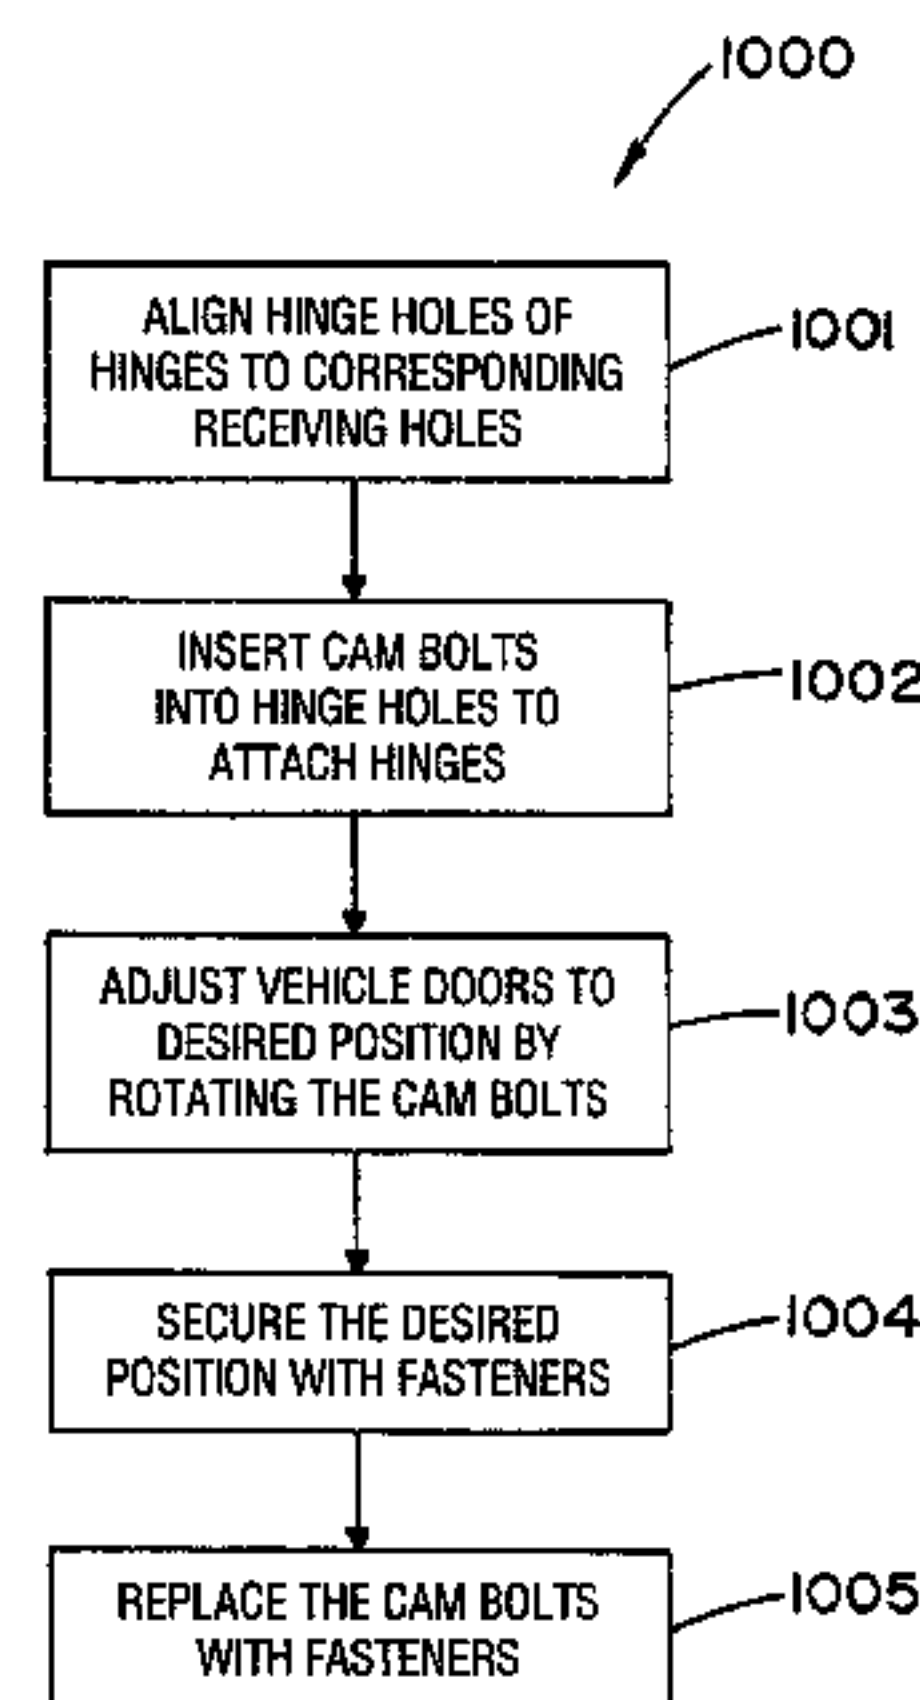 1000
ALIGN HINGE HOLES OF
HINGES TO CORRESPONDING
RECEIVING HOLES
1001
INSERT CAM BOLTS
INTO HINGE HOLES TO
ATTACH HINGES
1002
ADJUST VEHICLE DOORS TO
DESIRED POSITION BY
ROTATING THE CAM BOLTS
1003
SECURE THE DESIRED
POSITION WITH FASTENERS
1004
REPLACE THE CAM BOLTS
WITH FASTENERS
1005